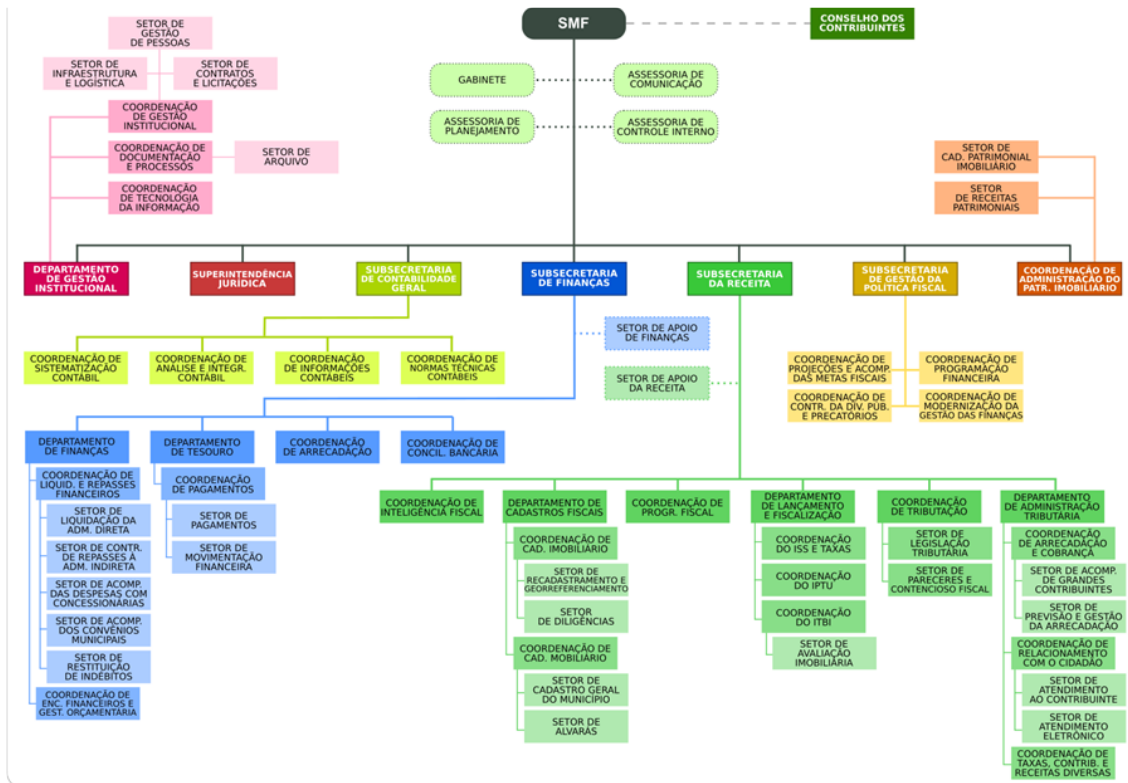 SMF
CONSELHO DOS
CONTRIBUINTES
SETOR DE
GESTÃO
DE PESSOAS
SETOR DE
INFRAESTRUTURA
E LOGÍSTICA
SETOR DE
CONTRATOS
E LICITAÇÕES
COORDENAÇÃO
DE GESTÃO
INSTITUCIONAL
COORDENAÇÃO DE
DOCUMENTAÇÃO
E PROCESSOS
SETOR DE
ARQUIVO
COORDENAÇÃO
DE TECNOLOGIA
DA INFORMAÇÃO
GABINETE
ASSESSORIA DE
COMUNICAÇÃO
ASSESSORIA DE
PLANEJAMENTO
ASSESSORIA DE
CONTROLE INTERNO
SETOR DE
CAD. PATRIMONIAL
IMOBILIÁRIO
SETOR
DE RECEITAS
PATRIMONIAIS
DEPARTAMENTO
DE GESTÃO
INSTITUCIONAL
SUPERINTENDÊNCIA
JURÍDICA
SUBSECRETARIA
DE CONTABILIDADE
GERAL
SUBSECRETARIA
DE FINANÇAS
SUBSECRETARIA
DA RECEITA
SUBSECRETARIA
DE GESTÃO DA
POLÍTICA FISCAL
COORDENAÇÃO DE
ADMINISTRAÇÃO DO
PATR. IMOBILIÁRIO
COORDENAÇÃO DE
SISTEMATIZAÇÃO
CONTÁBIL
COORDENAÇÃO DE
ANÁLISE E INTEGR.
CONTÁBIL
COORDENAÇÃO
DE INFORMAÇÕES
CONTÁBEIS
COORDENAÇÃO DE
NORMAS TÉCNICAS
CONTÁBEIS
SETOR DE APOIO
DE FINANÇAS
SETOR DE APOIO
DA RECEITA
COORDENAÇÃO DE
PROJEÇÕES E ACOMP.
DAS METAS FISCAIS
COORDENAÇÃO DE
PROGRAMAÇÃO
FINANCEIRA
COORDENAÇÃO DE
CONTR. DA DIV. PÚB.
E PRECATÓRIOS
COORDENAÇÃO DE
MODERNIZAÇÃO DA
GESTÃO DAS FINANÇAS
DEPARTAMENTO
DE FINANÇAS
COORDENAÇÃO DE
LIQUID. E REPASSES
FINANCEIROS
SETOR DE
LIQUIDAÇÃO DA
ADM. DIRETA
SETOR DE CONTR.
DE REPASSES À
ADM. INDIRETA
SETOR DE ACOMP.
DAS DESPESAS COM
CONCESSIONÁRIAS
SETOR DE ACOMP.
DOS CONVÊNIOS
MUNICIPAIS
SETOR DE
RESTITUIÇÃO
DE INDÉBITOS
COORDENAÇÃO DE
ENC. FINANCEIROS E
GEST. ORÇAMENTÁRIA
DEPARTAMENTO
DE TESOURO
COORDENAÇÃO
DE PAGAMENTOS
SETOR DE
PAGAMENTOS
SETOR DE
MOVIMENTAÇÃO
FINANCEIRA
COORDENAÇÃO DE
ARRECADAÇÃO
COORDENAÇÃO DE
CONCIL. BANCÁRIA
COORDENAÇÃO DE
INTELIGÊNCIA FISCAL
DEPARTAMENTO DE
CADASTROS FISCAIS
COORDENAÇÃO DE
CAD. IMOBILIÁRIO
SETOR DE
RECADASTRAMENTO E
GEORREFERENCIAMENTO
SETOR
DE DILIGÊNCIAS
COORDENAÇÃO DE
CAD. MOBILIÁRIO
SETOR DE
CADASTRO GERAL
DO MUNICÍPIO
SETOR DE
ALVARÁS
COORDENAÇÃO DE
PROGR. FISCAL
DEPARTAMENTO
DE LANÇAMENTO
E FISCALIZAÇÃO
COORDENAÇÃO
DO ISS E TAXAS
COORDENAÇÃO
DO IPTU
COORDENAÇÃO
DO ITBI
SETOR DE
AVALIAÇÃO
IMOBILIÁRIA
COORDENAÇÃO
DE TRIBUTAÇÃO
SETOR DE
LEGISLAÇÃO
TRIBUTÁRIA
SETOR DE
PARECERES E
CONTENCIOSO FISCAL
DEPARTAMENTO
DE ADMINISTRAÇÃO
TRIBUTÁRIA
COORDENAÇÃO
DE ARRECADAÇÃO
E COBRANÇA
SETOR DE ACOMP.
DE GRANDES
CONTRIBUINTES
SETOR DE
PREVISÃO E GESTÃO
DA ARRECADAÇÃO
COORDENAÇÃO DE
RELACIONAMENTO
COM O CIDADÃO
SETOR DE
ATENDIMENTO
AO CONTRIBUINTE
SETOR DE
ATENDIMENTO
ELETRÔNICO
COORDENAÇÃO DE
TAXAS, CONTRIB. E
RECEITAS DIVERSAS